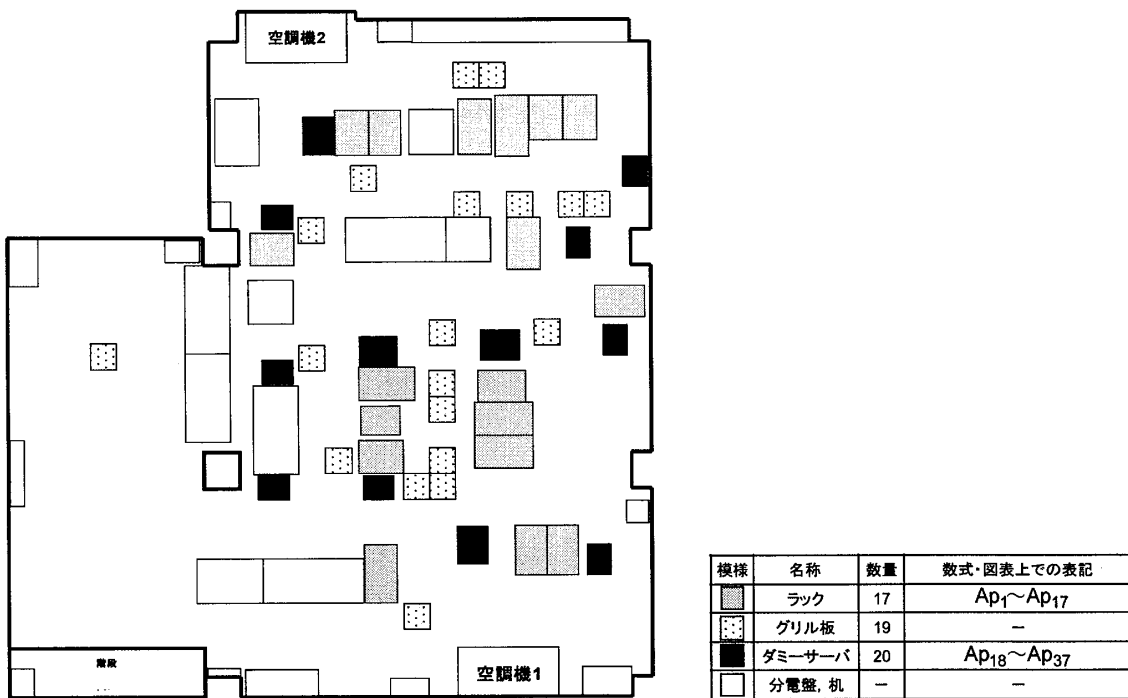 空調機2
階段
空調機1
模様 名称 数量 数式・図表上での表記
ラック 17 Ap1～Ap17
グリル板 19 －
ダミーサーバ 20 Ap18～Ap37
分電盤, 机 － －